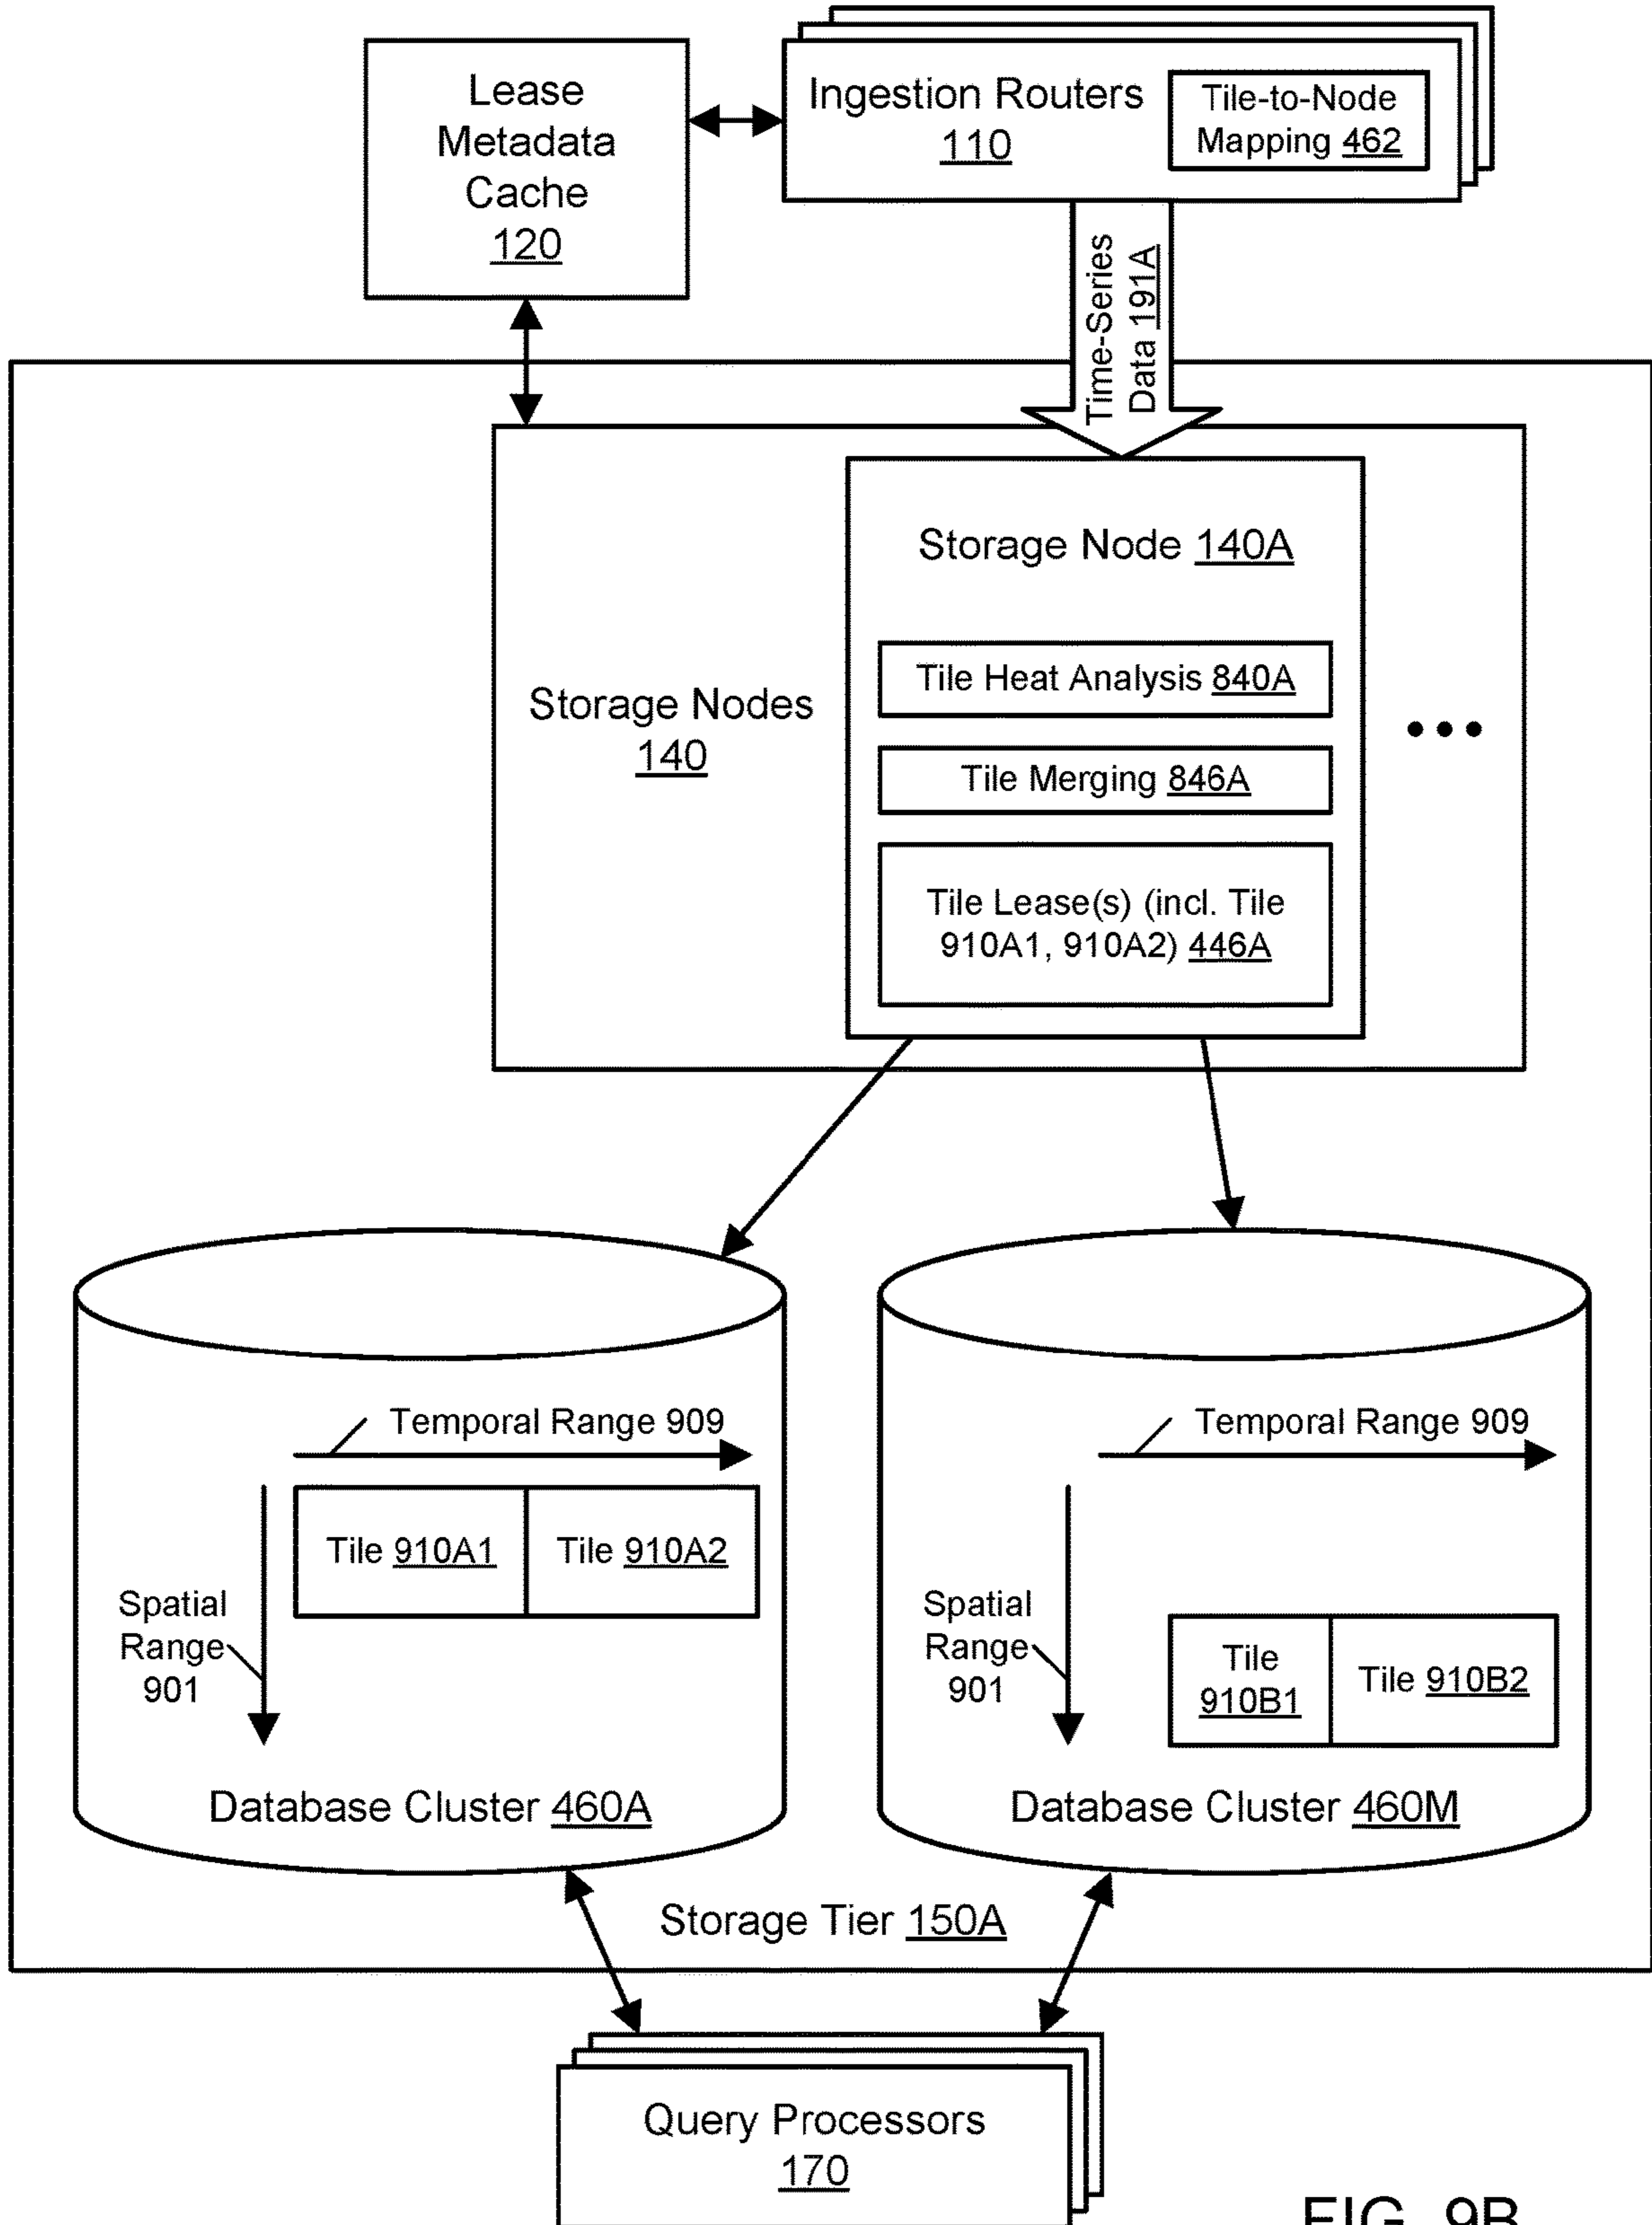 Lease
Metadata
Cache
120
Ingestion Routers
110
Tile-to-Node
Mapping 462
Time-Series
Data 191A
Storage Nodes
140
Storage Node 140A
Tile Heat Analysis 840A
Tile Merging 846A
Tile Lease(s) (incl. Tile
910A1, 910A2) 446A
Temporal Range 909
Tile 910A1
Tile 910A2
Spatial
Range
901
Database Cluster 460A
Temporal Range 909
Spatial
Range
901
Tile
910B1
Tile 910B2
Database Cluster 460M
Storage Tier 150A
Query Processors
170
FIG. 9B